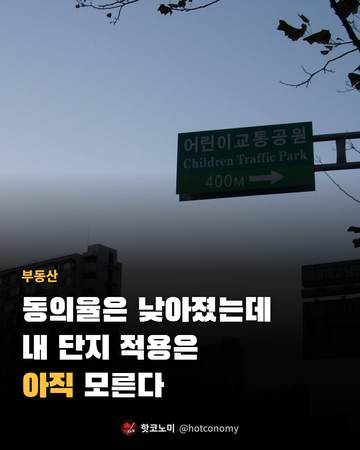 어린이교통공원
Children Traffic Park
400M
부동산
동의율은 낮아졌는데
내 단지 적용은
아직 모른다
핫코노미 @hotconomy